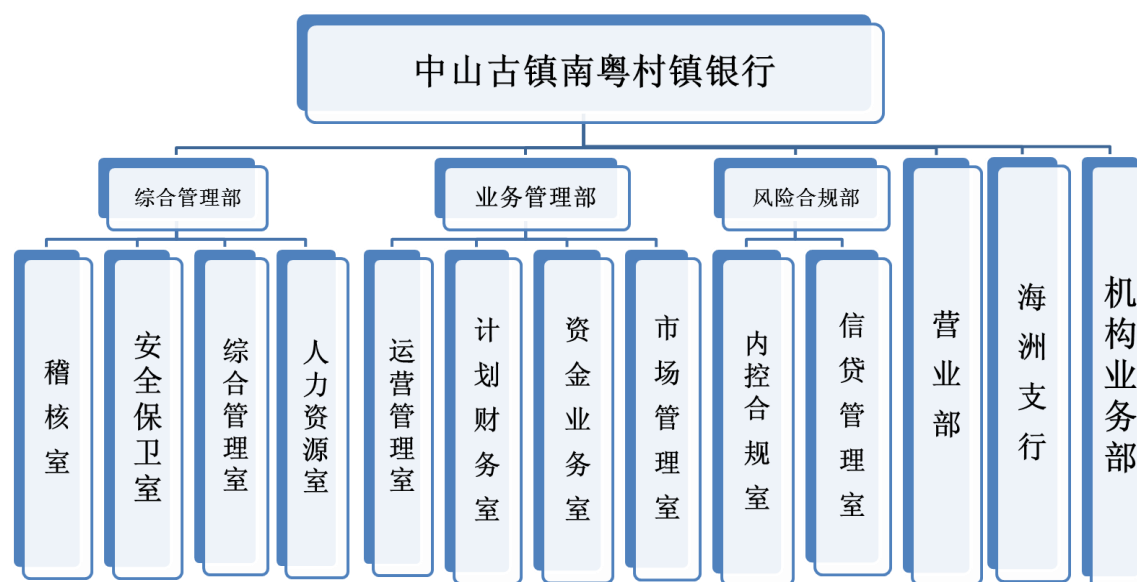 中山古镇南粤村镇银行
综合管理部
业务管理部
风险合规部
稽核室
安全保卫室
综合管理室
人力资源室
运营管理室
计划财务室
资金业务室
市场管理室
内控合规室
信贷管理室
营业部
海洲支行
机构业务部